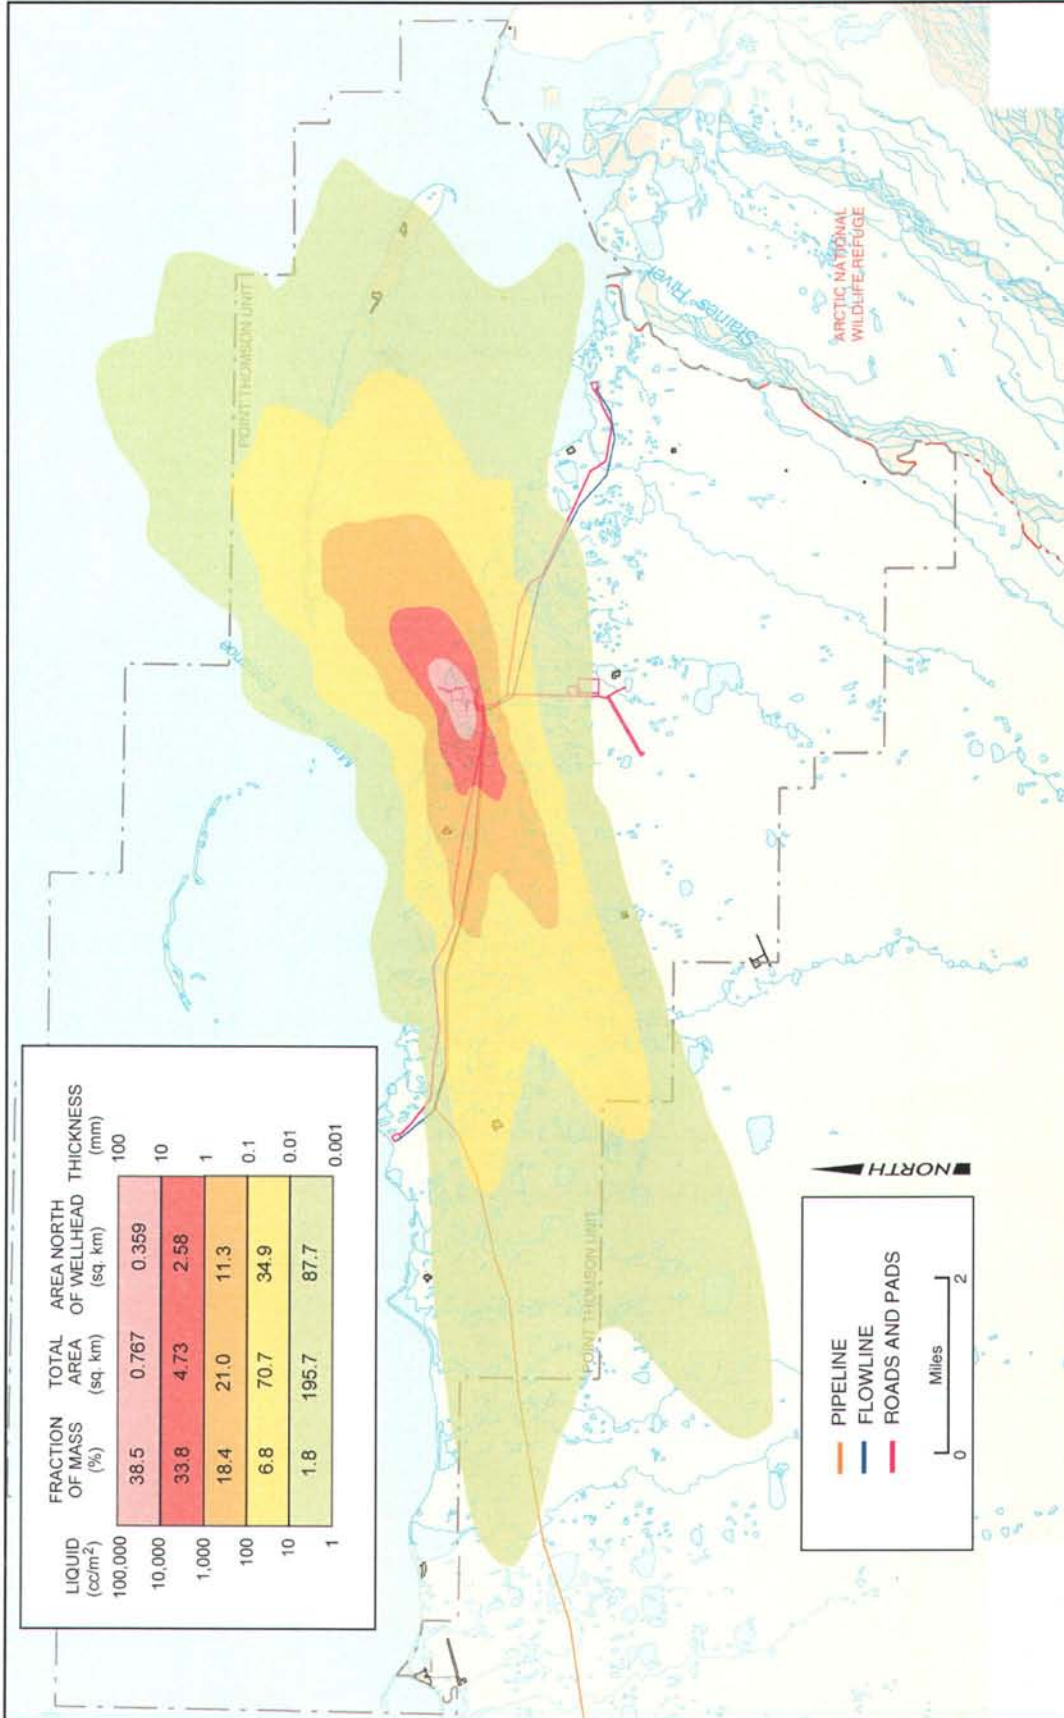 LIQUID (cc/m²) FRACTION OF MASS (%) TOTAL AREA (sq. km) AREA NORTH OF WELLHEAD (sq. km) THICKNESS (mm)
100,000 100
38.5 0.767 0.359
10,000 10
33.8 4.73 2.58
1,000 1
18.4 21.0 11.3
100 0.1
6.8 70.7 34.9
10 0.01
1.8 195.7 87.7
1 0.001
POINT THOMSON UNIT
POINT THOMSON UNIT
Staines River
ARCTIC NATIONAL
WILDLIFE REFUGE
PIPELINE
FLOWLINE
ROADS AND PADS
Miles
0 2
NORTH